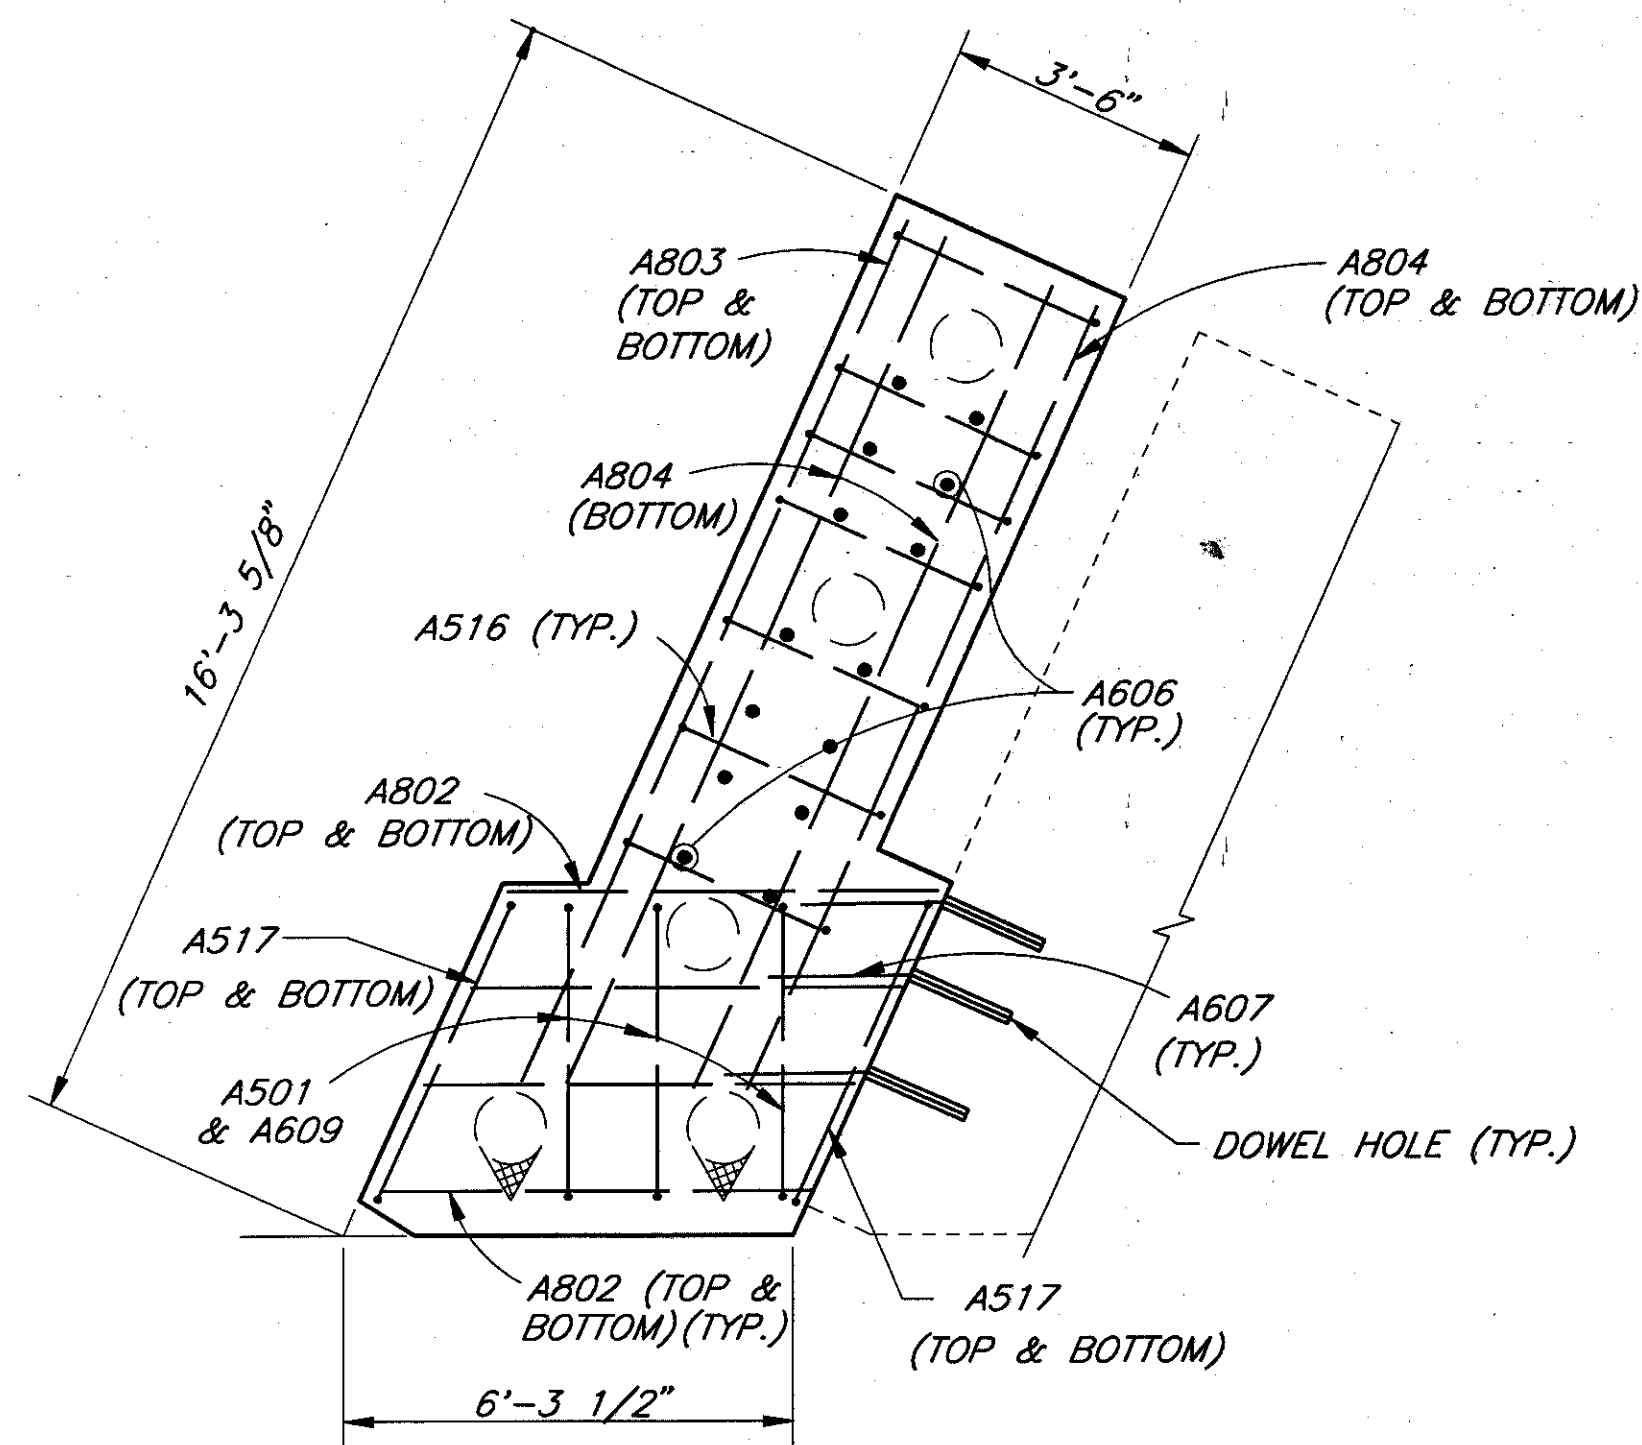 3'-6"
A803
(TOP &
BOTTOM)
A804
(TOP & BOTTOM)
A804
(BOTTOM)
16'-3 5/8"
A516 (TYP.)
A606
(TYP.)
A802
(TOP & BOTTOM)
A517
(TOP & BOTTOM)
A607
(TYP.)
A501
& A609
DOWEL HOLE (TYP.)
A802 (TOP &
BOTTOM)(TYP.)
A517
(TOP & BOTTOM)
6'-3 1/2"